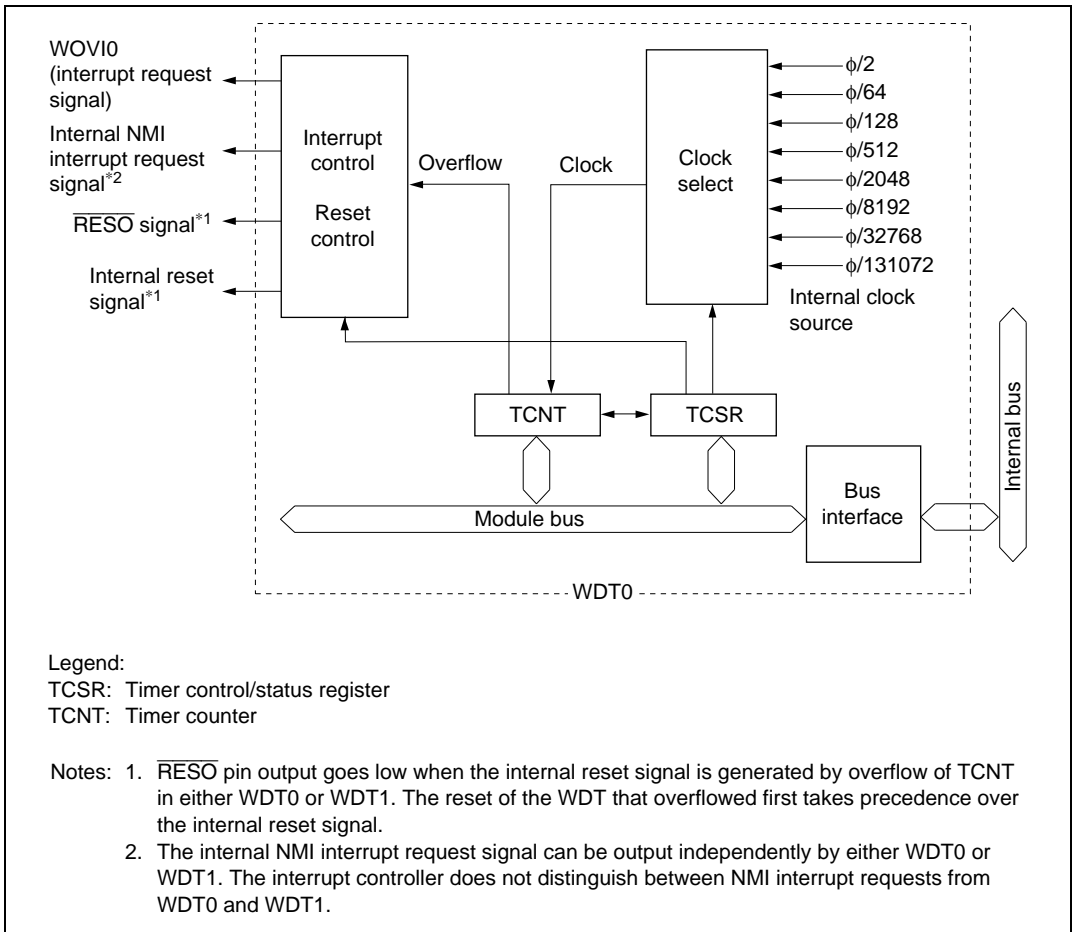 WOVI0
(interrupt request
signal)
Internal NMI
interrupt request
signal*2
RESO signal*1
Internal reset
signal*1
Interrupt
control
Reset
control
Overflow
Clock
Clock
select
ϕ/2
ϕ/64
ϕ/128
ϕ/512
ϕ/2048
ϕ/8192
ϕ/32768
ϕ/131072
Internal clock
source
TCNT
TCSR
Module bus
Bus
interface
Internal bus
WDT0
Legend:
TCSR: Timer control/status register
TCNT: Timer counter
Notes: 1. RESO pin output goes low when the internal reset signal is generated by overflow of TCNT
in either WDT0 or WDT1. The reset of the WDT that overflowed first takes precedence over
the internal reset signal.
2. The internal NMI interrupt request signal can be output independently by either WDT0 or
WDT1. The interrupt controller does not distinguish between NMI interrupt requests from
WDT0 and WDT1.